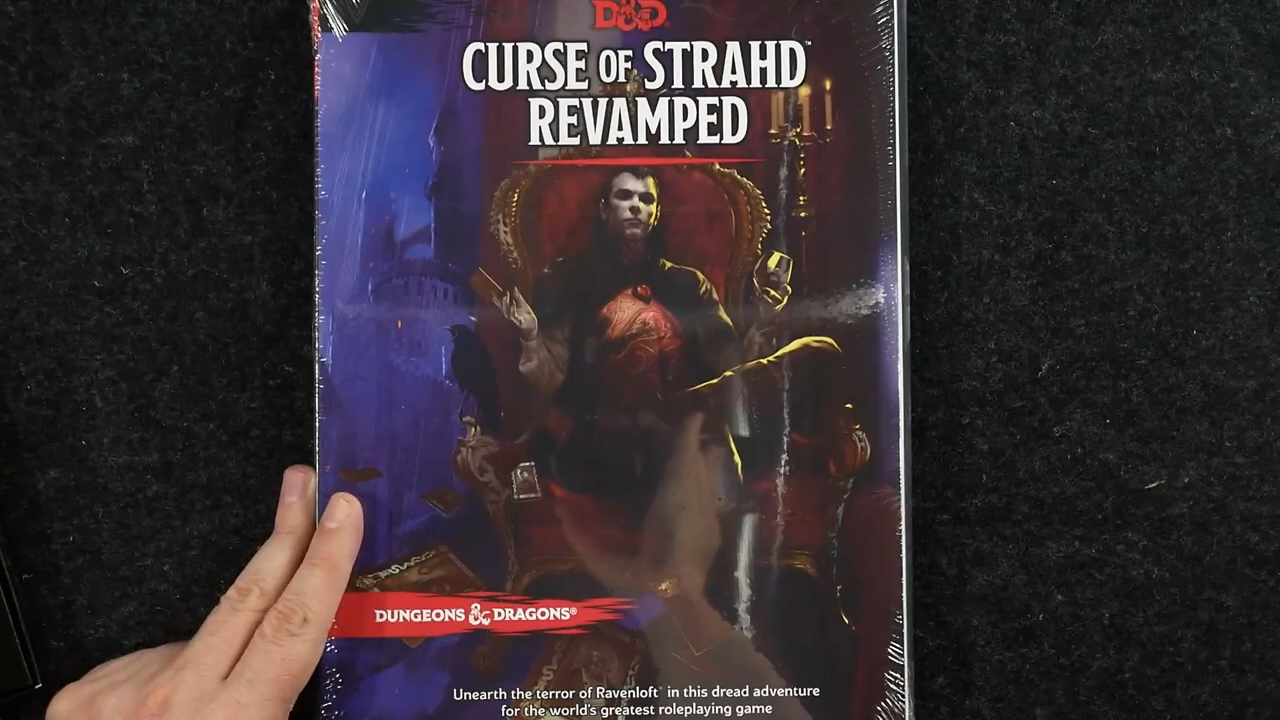 D&D
CURSE OF STRAHD™
REVAMPED
DUNGEONS & DRAGONS®
Unearth the terror of Ravenloft™ in this dread adventure
for the world's greatest roleplaying game